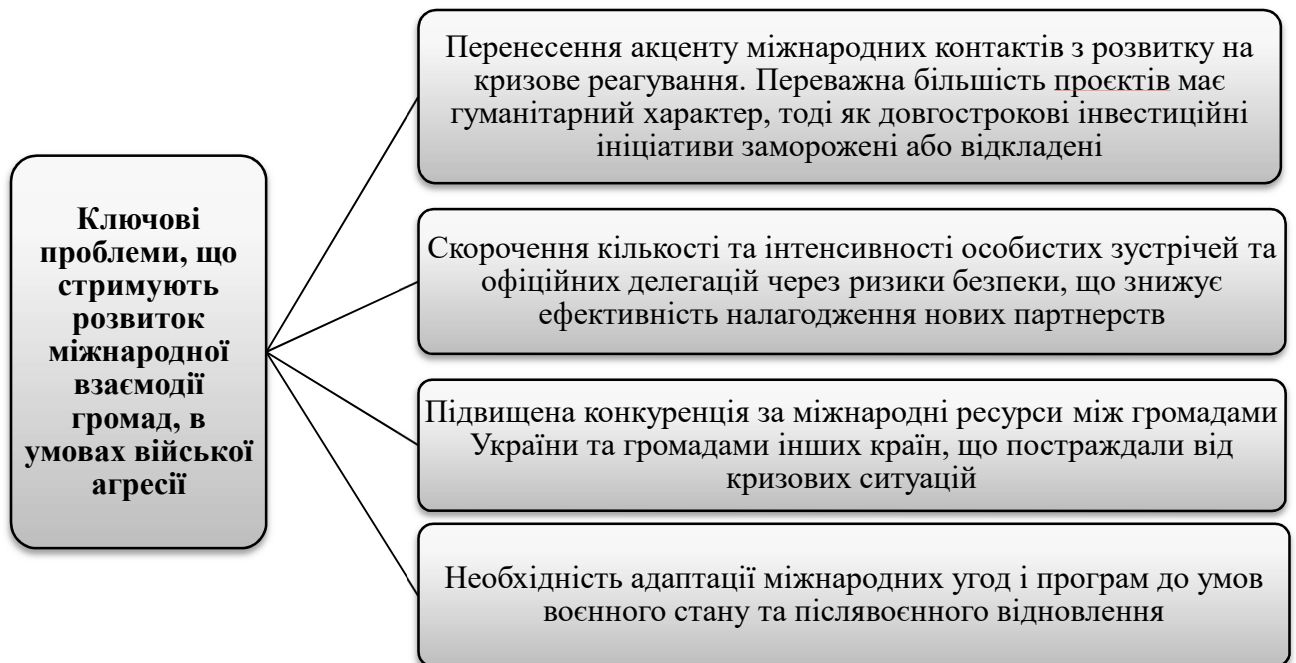 Ключові
проблеми, що
стримують
розвиток
міжнародної
взаємодії
громад, в
умовах війської
агресії
Перенесення акценту міжнародних контактів з розвитку на
кризове реагування. Переважна більшість проєктів має
гуманітарний характер, тоді як довгострокові інвестиційні
ініціативи заморожені або відкладені
Скорочення кількості та інтенсивності особистих зустрічей та
офіційних делегацій через ризики безпеки, що знижує
ефективність налагодження нових партнерств
Підвищена конкуренція за міжнародні ресурси між громадами
України та громадами інших країн, що постраждали від
кризових ситуацій
Необхідність адаптації міжнародних угод і програм до умов
воєнного стану та післявоєнного відновлення